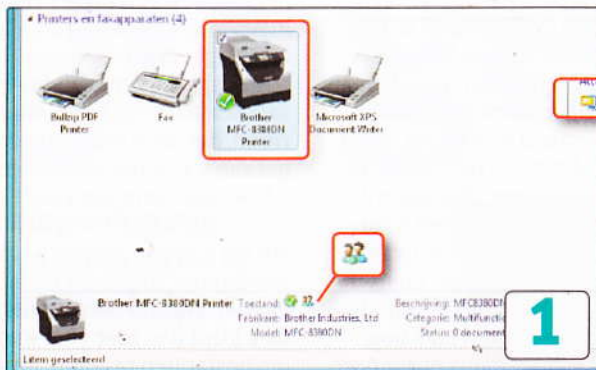 Printers en faxapparaten (4)
Bullzip PDF
Printer
Fax
Brother
MFC-8380DN
Printer
Microsoft XPS
Document Writer
Brother MFC-8380DN Printer
Toestand:
Fabrikant: Brother Industries, Ltd
Model: MFC-8380DN
Beschrijving: MFC8380DN
Categorie: Multifunctio
Status: 0 document
1
1 item geselecteerd